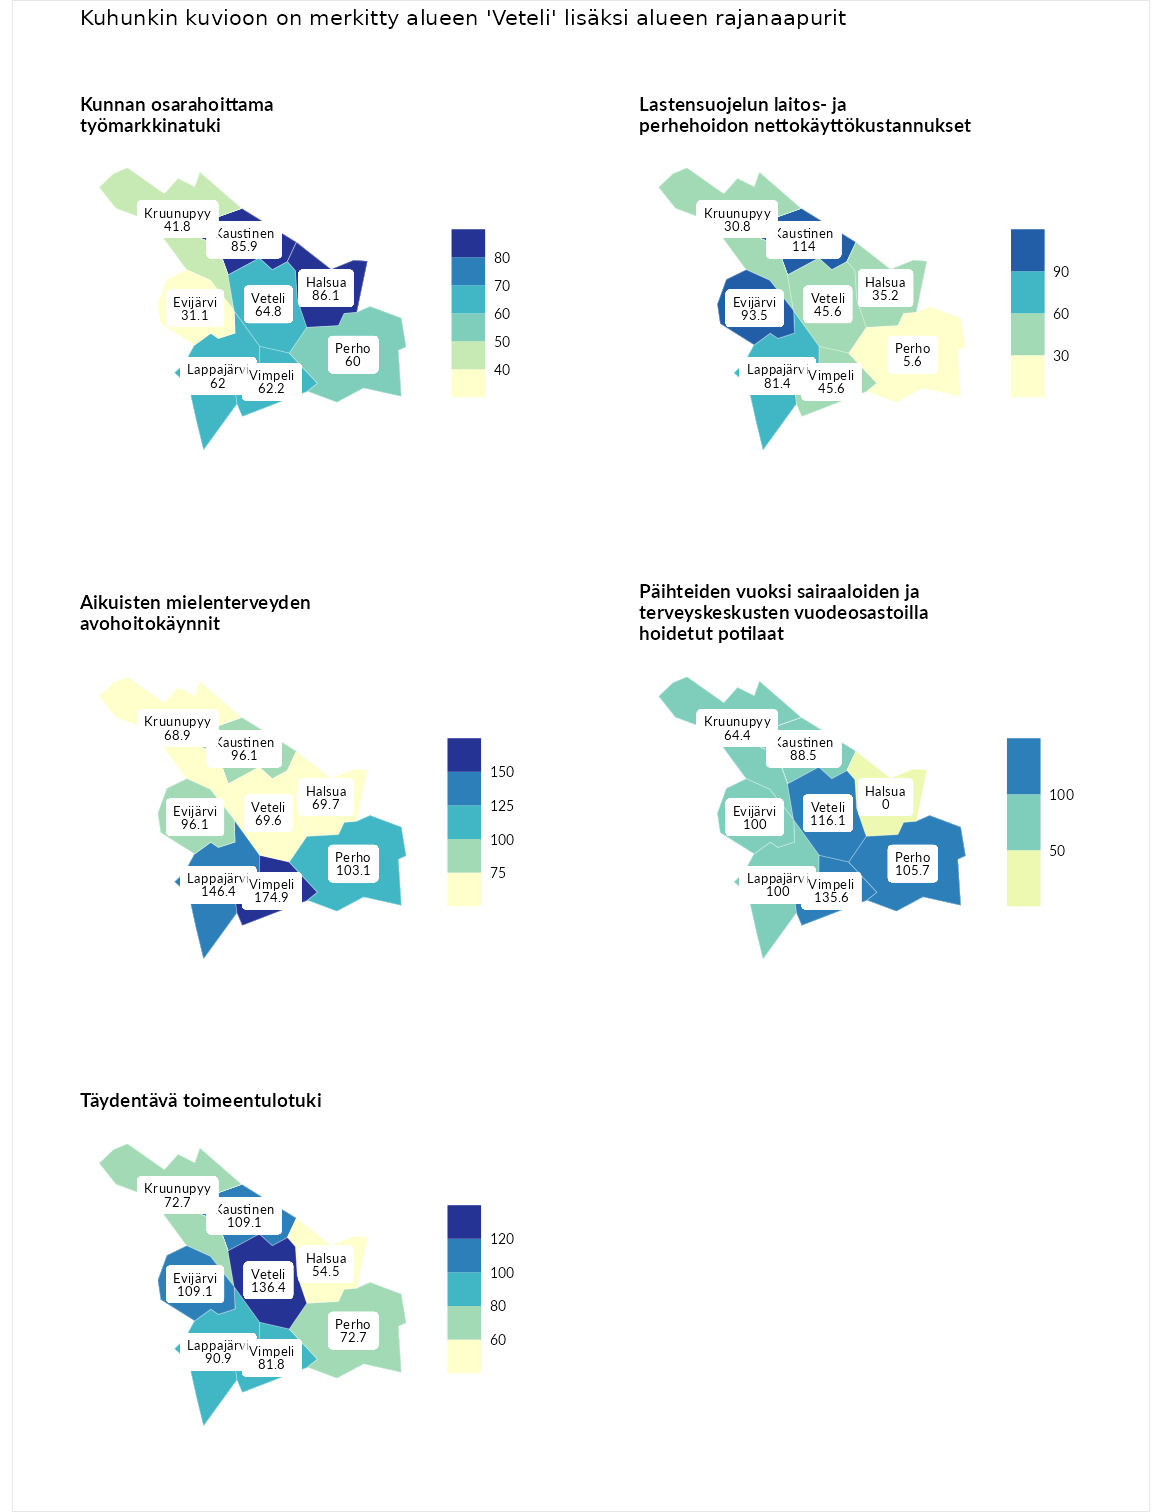 Kuhunkin kuvioon on merkitty alueen 'Veteli' lisäksi alueen rajanaapurit
Kunnan osarahoittama
työmarkkinatuki
Kruunupyy
41.8
Kaustinen
85.9
Halsua
86.1
Evijärvi
31.1
Veteli
64.8
Perho
60
Lappajärvi
62
Vimpeli
62.2
80
70
60
50
40
Lastensuojelun laitos- ja
perhehoidon nettokäyttökustannukset
Kruunupyy
30.8
Kaustinen
114
Halsua
35.2
Evijärvi
93.5
Veteli
45.6
Perho
5.6
Lappajärvi
81.4
Vimpeli
45.6
90
60
30
Aikuisten mielenterveyden
avohoitokäynnit
Kruunupyy
68.9
Kaustinen
96.1
Halsua
69.7
Evijärvi
96.1
Veteli
69.6
Perho
103.1
Lappajärvi
146.4
Vimpeli
174.9
150
125
100
75
Päihteiden vuoksi sairaaloiden ja
terveyskeskusten vuodeosastoilla
hoidetut potilaat
Kruunupyy
64.4
Kaustinen
88.5
Halsua
0
Evijärvi
100
Veteli
116.1
Perho
105.7
Lappajärvi
100
Vimpeli
135.6
100
50
Täydentävä toimeentulotuki
Kruunupyy
72.7
Kaustinen
109.1
Halsua
54.5
Evijärvi
109.1
Veteli
136.4
Perho
72.7
Lappajärvi
90.9
Vimpeli
81.8
120
100
80
60